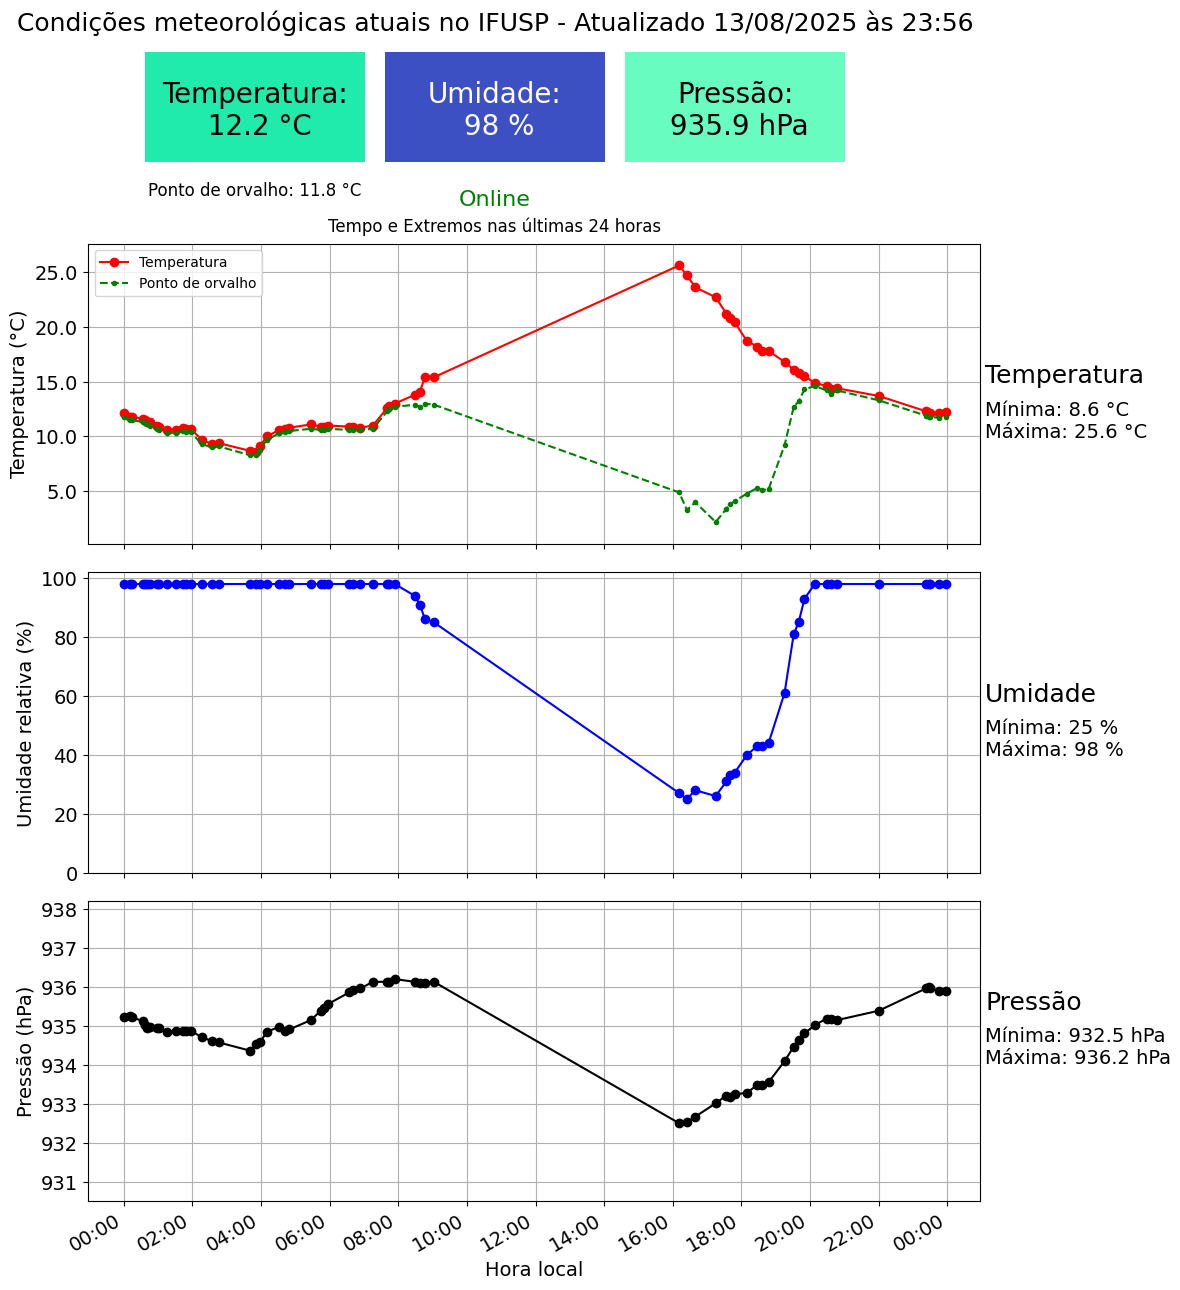 Condições meteorológicas atuais no IFUSP - Atualizado 13/08/2025 às 23:56
Temperatura:
12.2 °C
Umidade:
98 %
Pressão:
935.9 hPa
Ponto de orvalho: 11.8 °C
Online
Tempo e Extremos nas últimas 24 horas
Temperatura
Ponto de orvalho
Temperatura (°C)
25.0
20.0
15.0
10.0
5.0
Temperatura
Mínima: 8.6 °C
Máxima: 25.6 °C
Umidade relativa (%)
100
80
60
40
20
0
Umidade
Mínima: 25 %
Máxima: 98 %
Pressão (hPa)
938
937
936
935
934
933
932
931
Pressão
Mínima: 932.5 hPa
Máxima: 936.2 hPa
00:00 02:00 04:00 06:00 08:00 10:00 12:00 14:00 16:00 18:00 20:00 22:00 00:00
Hora local